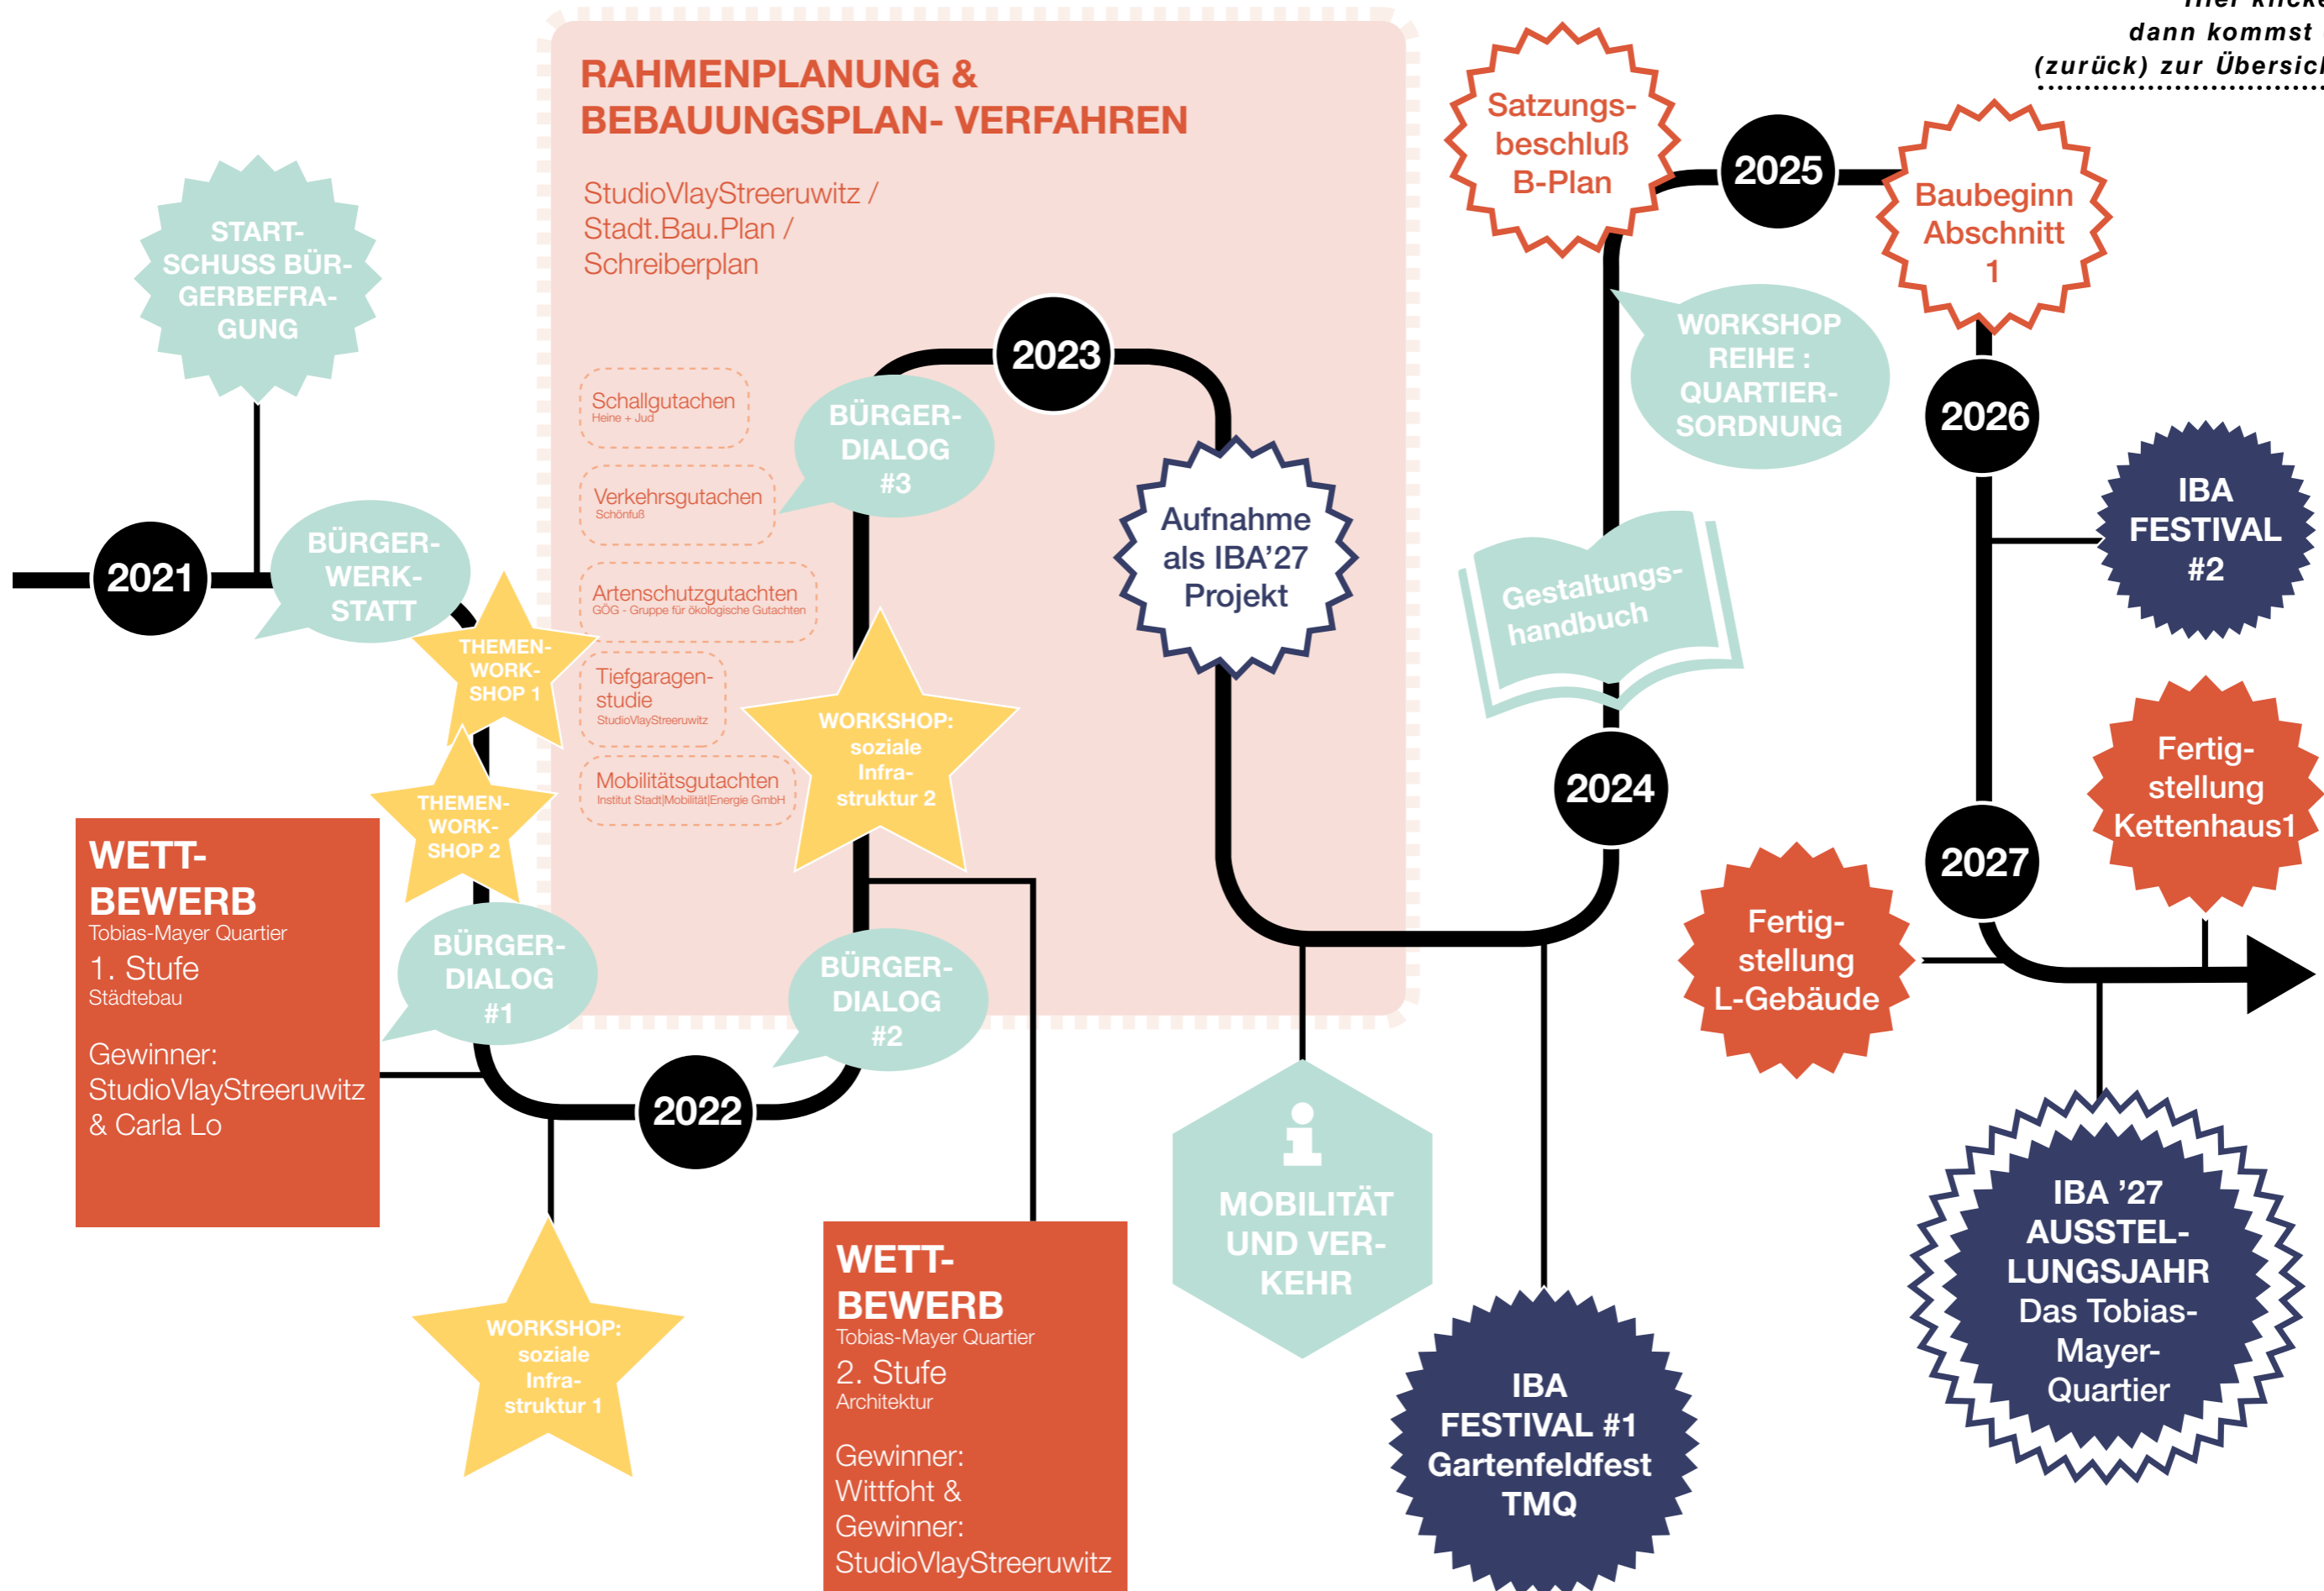 Hier klicke
dann kommst
(zurück) zur Übersich
RAHMENPLANUNG &
BEBAUUNGSPLAN- VERFAHREN
StudioVlayStreeruwitz /
Stadt.Bau.Plan /
Schreiberplan
Schallgutachen
Heine + Jud
Verkehrsgutachen
Schönfuß
Artenschutzgutachten
GÖG - Gruppe für ökologische Gutachten
Tiefgaragen-
studie
StudioVlayStreeruwitz
Mobilitätsgutachten
Institut Stadt|Mobilität|Energie GmbH
START-
SCHUSS BÜR-
GERBEFRA-
GUNG
2021
BÜRGER-
WERK-
STATT
THEMEN-
WORK-
SHOP 1
THEMEN-
WORK-
SHOP 2
WETT-
BEWERB
Tobias-Mayer Quartier
1. Stufe
Städtebau
Gewinner:
StudioVlayStreeruwitz
& Carla Lo
BÜRGER-
DIALOG
#1
WORKSHOP:
soziale
Infra-
struktur 1
2022
BÜRGER-
DIALOG
#2
WETT-
BEWERB
Tobias-Mayer Quartier
2. Stufe
Architektur
Gewinner:
Wittfoht &
Gewinner:
StudioVlayStreeruwitz
WORKSHOP:
soziale
Infra-
struktur 2
BÜRGER-
DIALOG
#3
2023
Aufnahme
als IBA’27
Projekt
MOBILITÄT
UND VER-
KEHR
IBA
FESTIVAL #1
Gartenfeldfest
TMQ
2024
Gestaltungs-
handbuch
W0RKSHOP
REIHE :
QUARTIER-
SORDNUNG
Satzungs-
beschluß
B-Plan
2025
Baubeginn
Abschnitt
1
2026
IBA
FESTIVAL
#2
2027
Fertig-
stellung
L-Gebäude
Fertig-
stellung
Kettenhaus1
IBA ’27
AUSSTEL-
LUNGSJAHR
Das Tobias-
Mayer-
Quartier